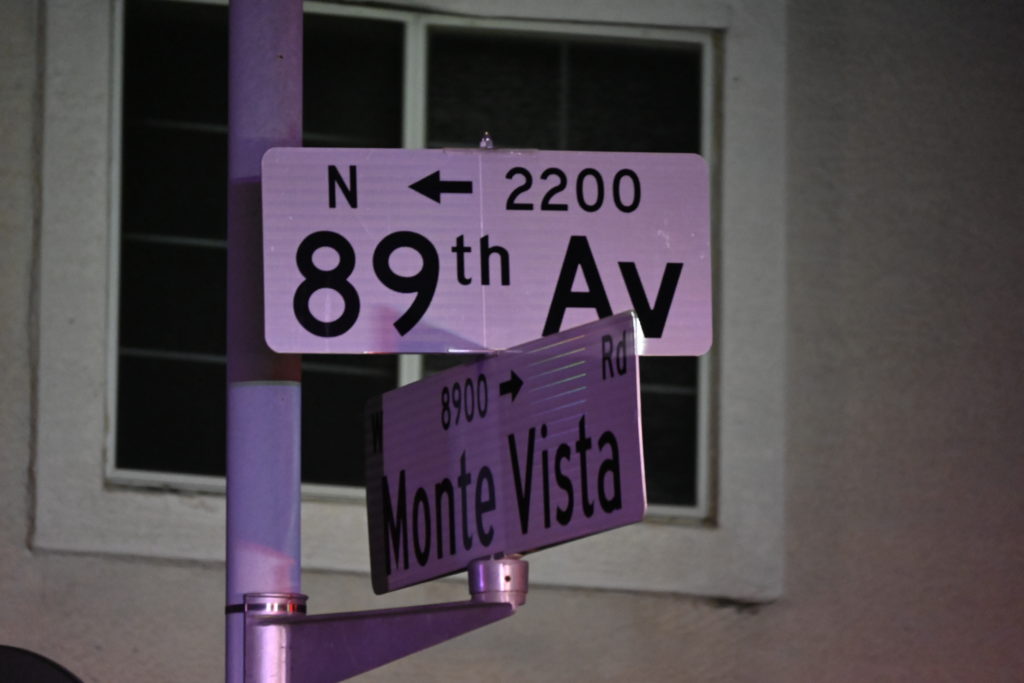 N ← 2200
89th Av
W 8900 → Rd
Monte Vista